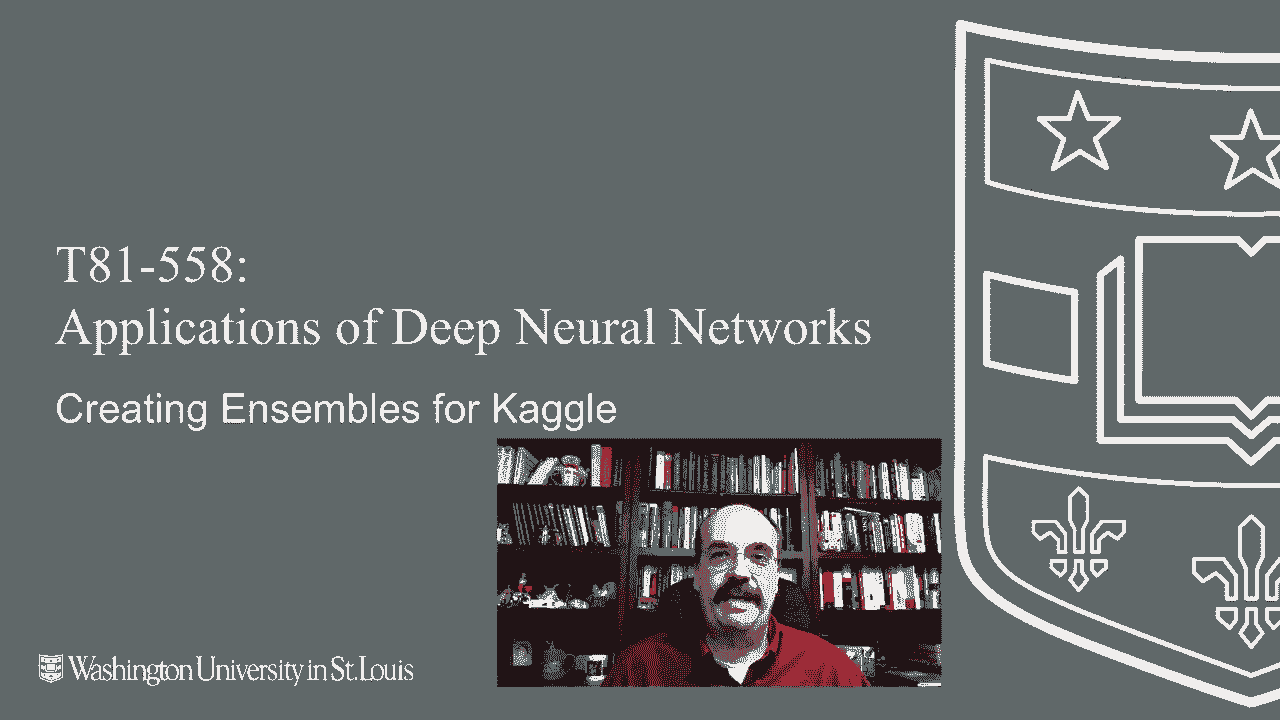 T81-558:
Applications of Deep Neural Networks
Creating Ensembles for Kaggle
Washington University in St. Louis